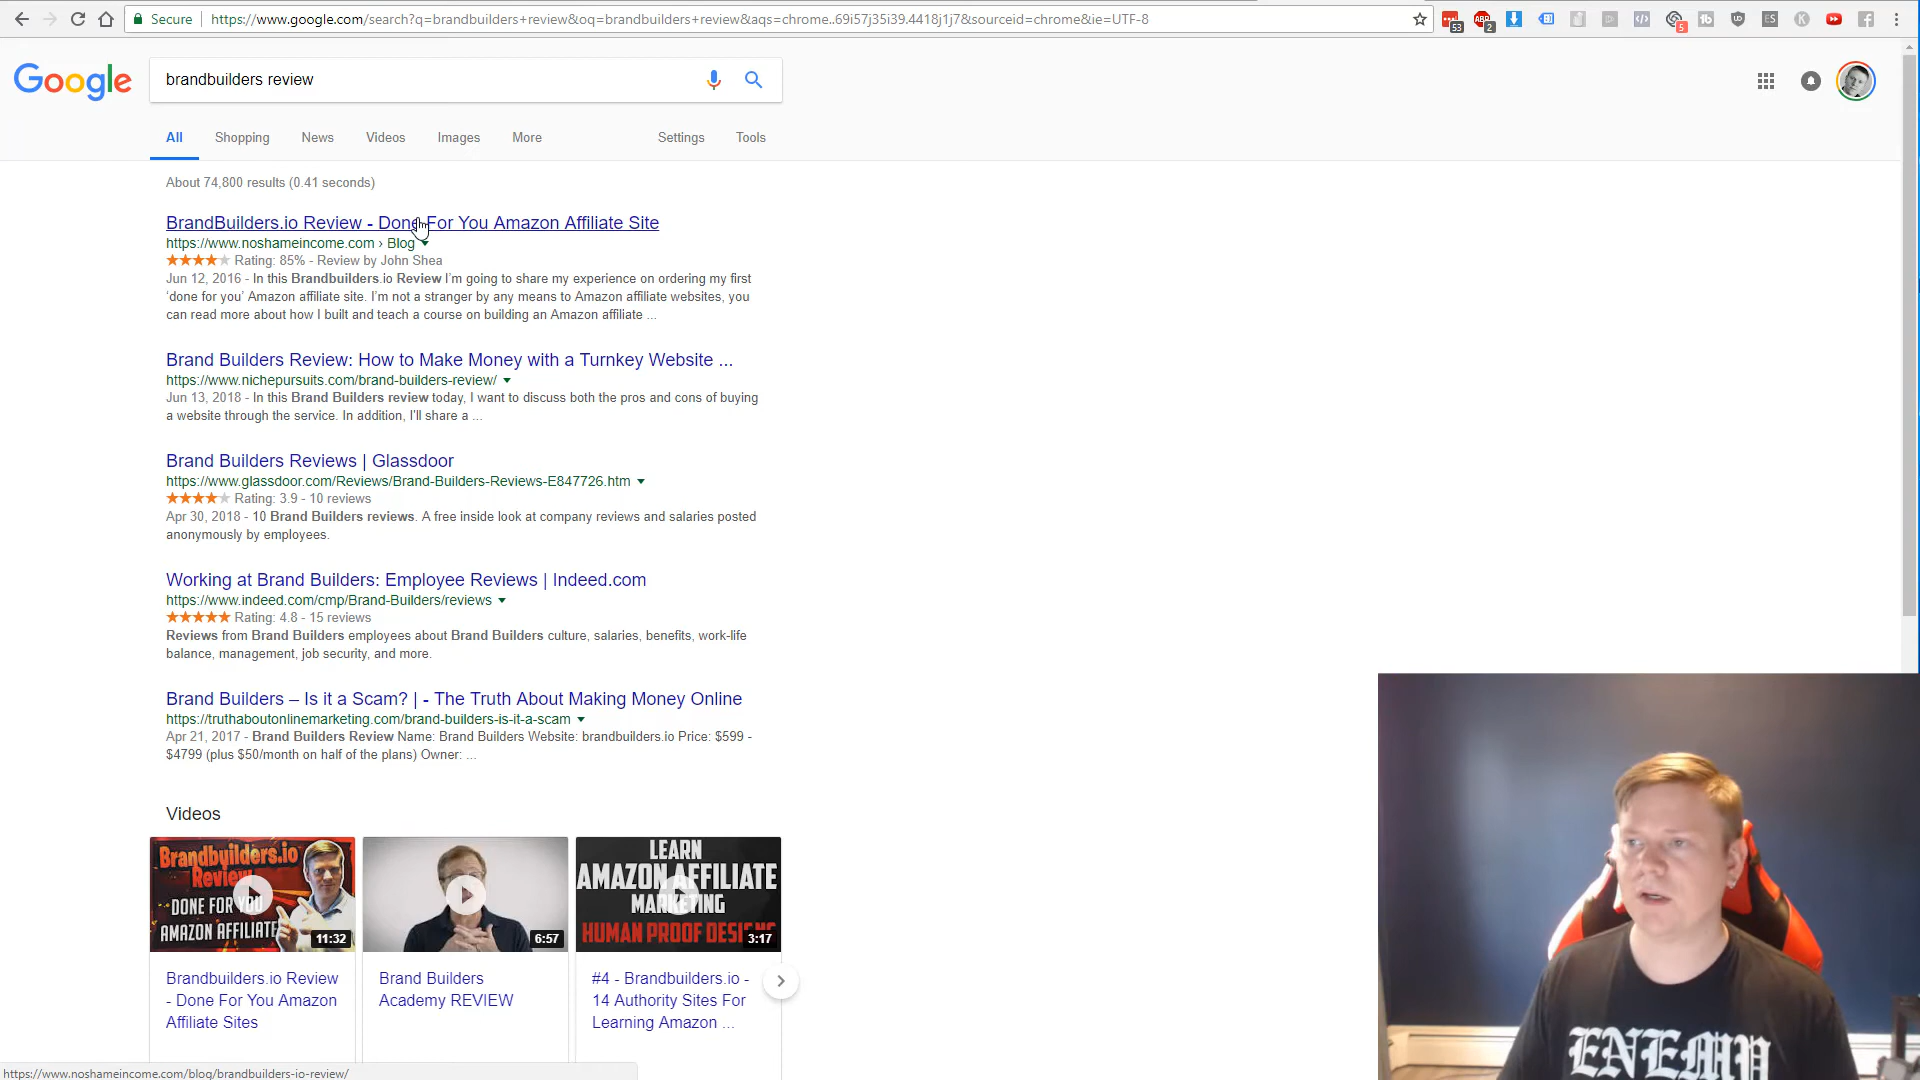 Secure https://www.google.com/search?q=brandbuilders+review&oq=brandbuilders+review&aqs=chrome..69i57j35i39.4418j1j7&sourceid=chrome&ie=UTF-8
53 ABP 2 5 ES K
Google
brandbuilders review
All Shopping News Videos Images More Settings Tools
About 74,800 results (0.41 seconds)
BrandBuilders.io Review - Done For You Amazon Affiliate Site
https://www.noshameincome.com › Blog
Rating: 85% - Review by John Shea
Jun 12, 2016 - In this Brandbuilders.io Review I'm going to share my experience on ordering my first
'done for you' Amazon affiliate site. I'm not a stranger by any means to Amazon affiliate websites, you
can read more about how I built and teach a course on building an Amazon affiliate ...
Brand Builders Review: How to Make Money with a Turnkey Website ...
https://www.nichepursuits.com/brand-builders-review/
Jun 13, 2018 - In this Brand Builders review today, I want to discuss both the pros and cons of buying
a website through the service. In addition, I'll share a ...
Brand Builders Reviews | Glassdoor
https://www.glassdoor.com/Reviews/Brand-Builders-Reviews-E847726.htm
Rating: 3.9 - 10 reviews
Apr 30, 2018 - 10 Brand Builders reviews. A free inside look at company reviews and salaries posted
anonymously by employees.
Working at Brand Builders: Employee Reviews | Indeed.com
https://www.indeed.com/cmp/Brand-Builders/reviews
Rating: 4.8 - 15 reviews
Reviews from Brand Builders employees about Brand Builders culture, salaries, benefits, work-life
balance, management, job security, and more.
Brand Builders – Is it a Scam? | - The Truth About Making Money Online
https://truthaboutonlinemarketing.com/brand-builders-is-it-a-scam
Apr 21, 2017 - Brand Builders Review Name: Brand Builders Website: brandbuilders.io Price: $599 -
$4799 (plus $50/month on half of the plans) Owner: ...
Videos
Brandbuilders.io
Review
DONE FOR YOU
AMAZON AFFILIATE
11:32
6:57
LEARN
AMAZON AFFILIATE
MARKETING
HUMAN PROOF DESIGNS
3:17
Brandbuilders.io Review
- Done For You Amazon
Affiliate Sites
Brand Builders
Academy REVIEW
#4 - Brandbuilders.io -
14 Authority Sites For
Learning Amazon ...
ENEMY
https://www.noshameincome.com/blog/brandbuilders-io-review/